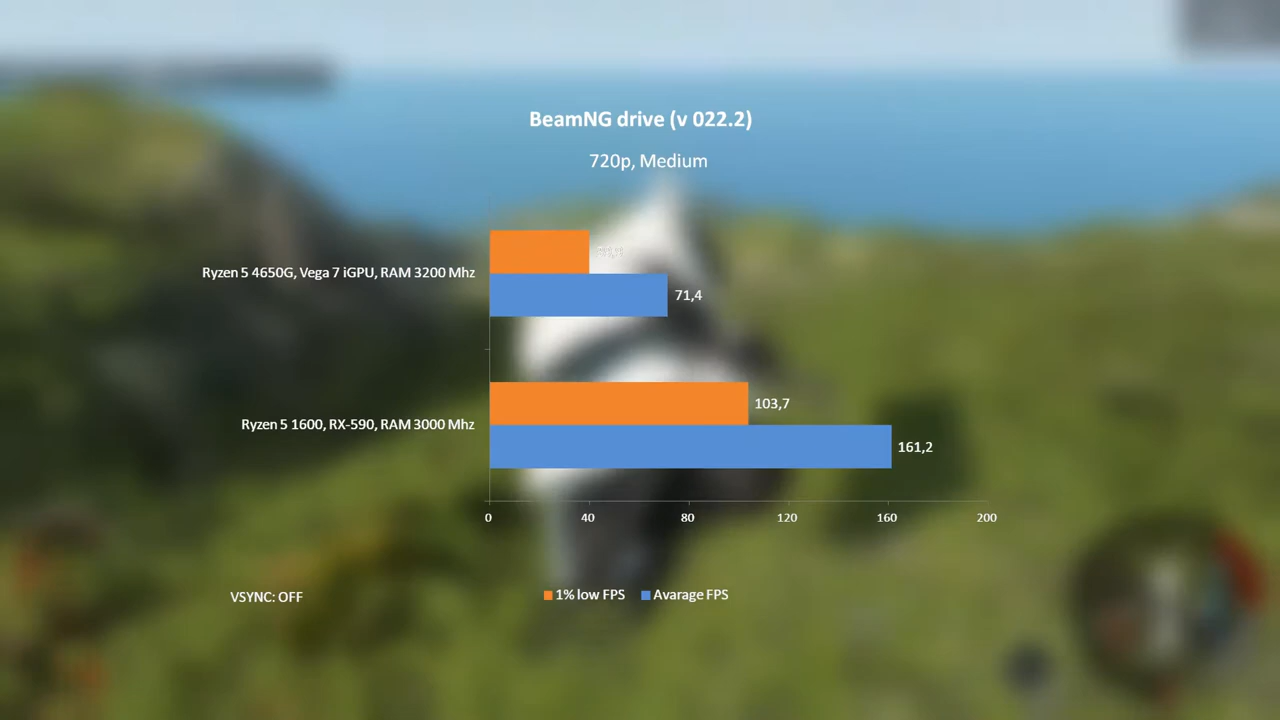 BeamNG drive (v 022.2)
720p, Medium
Ryzen 5 4650G, Vega 7 iGPU, RAM 3200 Mhz
71,4
Ryzen 5 1600, RX-590, RAM 3000 Mhz
103,7
161,2
0 40 80 120 160 200
VSYNC: OFF
1% low FPS Avarage FPS